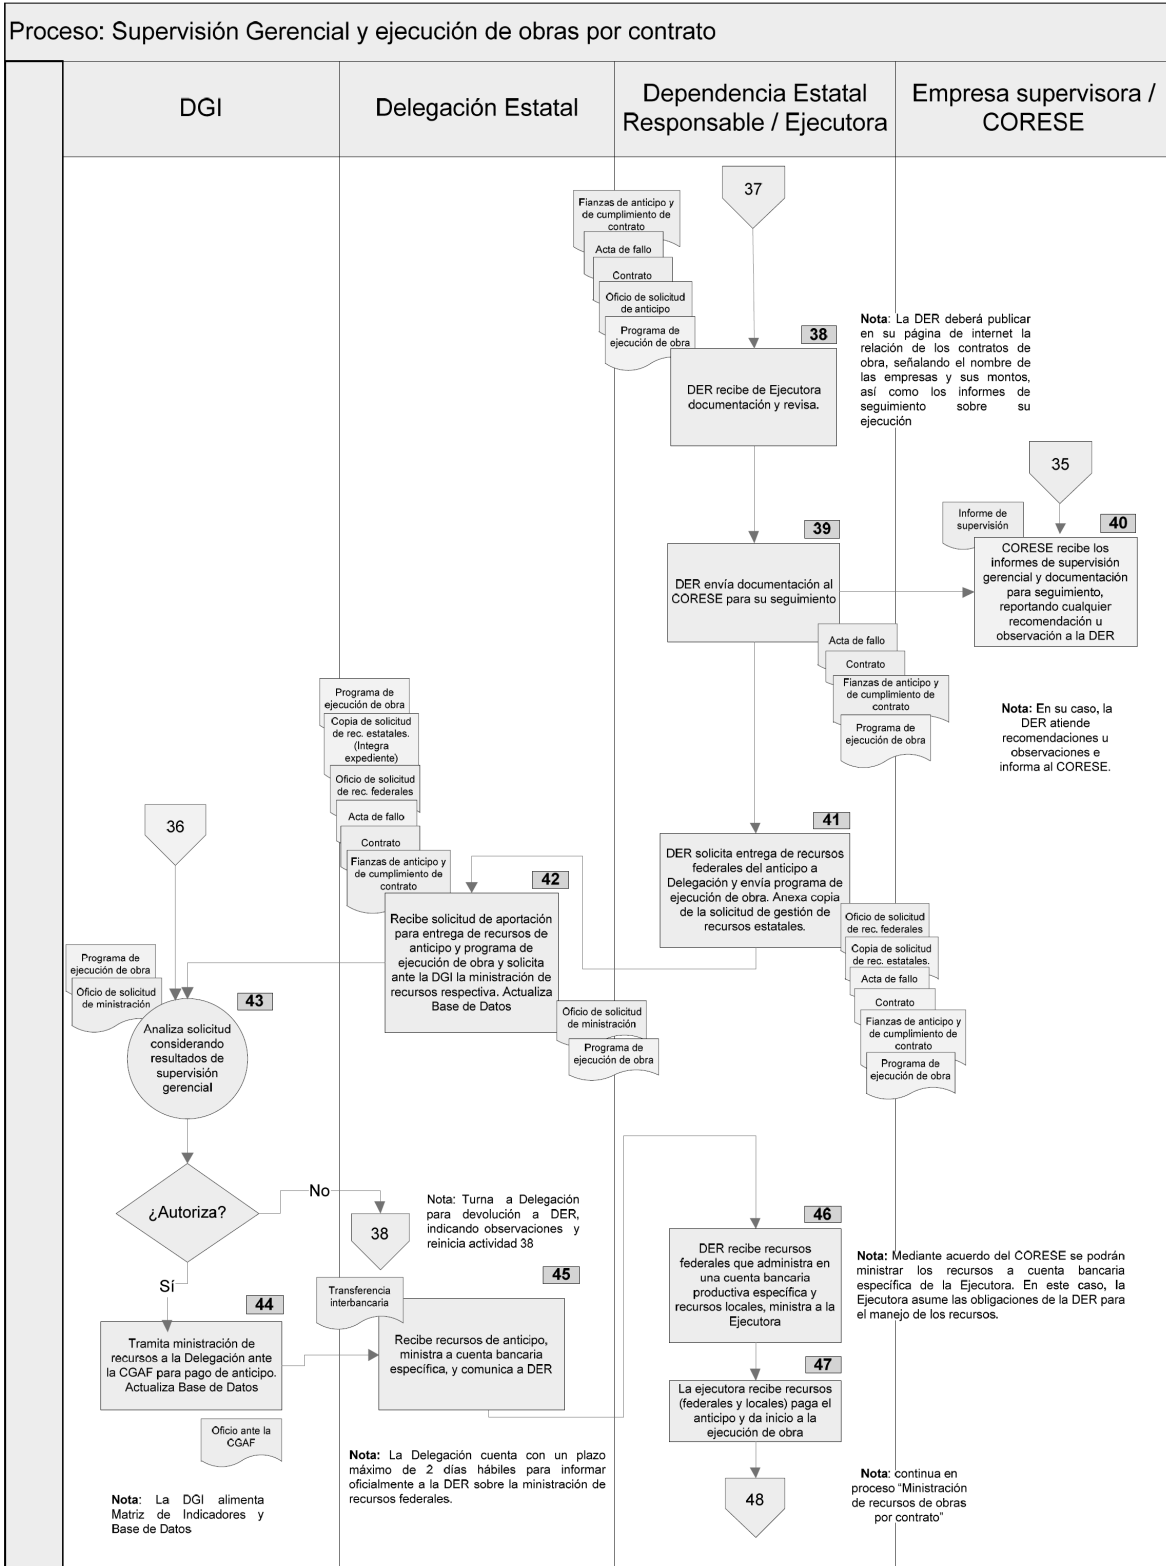 Proceso: Supervisión Gerencial y ejecución de obras por contrato
DGI
Delegación Estatal
Dependencia Estatal
Responsable / Ejecutora
Empresa supervisora /
CORESE
37
Fianzas de anticipo y
de cumplimiento de
contrato
Acta de fallo
Contrato
Oficio de solicitud
de anticipo
Programa de
ejecución de obra
38
DER recibe de Ejecutora
documentación y revisa.
Nota: La DER deberá publicar
en su página de internet la
relación de los contratos de
obra, señalando el nombre de
las empresas y sus montos,
así como los informes de
seguimiento sobre su
ejecución
35
Informe de
supervisión
40
CORESE recibe los
informes de supervisión
gerencial y documentación
para seguimiento,
reportando cualquier
recomendación u
observación a la DER
39
DER envía documentación al
CORESE para su seguimiento
Acta de fallo
Contrato
Fianzas de anticipo y
de cumplimiento de
contrato
Programa de
ejecución de obra
Nota: En su caso, la
DER atiende
recomendaciones u
observaciones e
informa al CORESE.
Programa de
ejecución de obra
Copia de solicitud
de rec. estatales.
(Integra
expediente)
Oficio de solicitud
de rec. federales
Acta de fallo
Contrato
Fianzas de anticipo y
de cumplimiento de
contrato
36
41
DER solicita entrega de recursos
federales del anticipo a
Delegación y envía programa de
ejecución de obra. Anexa copia
de la solicitud de gestión de
recursos estatales.
Oficio de solicitud
de rec. federales
Copia de solicitud
de rec. estatales.
Acta de fallo
Contrato
Fianzas de anticipo y
de cumplimiento de
contrato
Programa de
ejecución de obra
42
Recibe solicitud de aportación
para entrega de recursos de
anticipo y programa de
ejecución de obra y solicita
ante la DGI la ministración de
recursos respectiva. Actualiza
Base de Datos
Oficio de solicitud
de ministración
Programa de
ejecución de obra
Programa de
ejecución de obra
Oficio de solicitud
de ministración
43
Analiza solicitud
considerando
resultados de
supervisión
gerencial
¿Autoriza?
No
38
Nota: Turna a Delegación
para devolución a DER,
indicando observaciones y
reinicia actividad 38
Sí
44
Tramita ministración de
recursos a la Delegación ante
la CGAF para pago de anticipo.
Actualiza Base de Datos
Oficio ante la
CGAF
Nota: La DGI alimenta
Matriz de Indicadores y
Base de Datos
Transferencia
interbancaria
45
Recibe recursos de anticipo,
ministra a cuenta bancaria
específica, y comunica a DER
Nota: La Delegación cuenta con un plazo
máximo de 2 días hábiles para informar
oficialmente a la DER sobre la ministración de
recursos federales.
46
DER recibe recursos
federales que administra en
una cuenta bancaria
productiva específica y
recursos locales, ministra a la
Ejecutora
Nota: Mediante acuerdo del CORESE se podrán
ministrar los recursos a cuenta bancaria
específica de la Ejecutora. En este caso, la
Ejecutora asume las obligaciones de la DER para
el manejo de los recursos.
47
La ejecutora recibe recursos
(federales y locales) paga el
anticipo y da inicio a la
ejecución de obra
48
Nota: continua en
proceso “Ministración
de recursos de obras
por contrato”